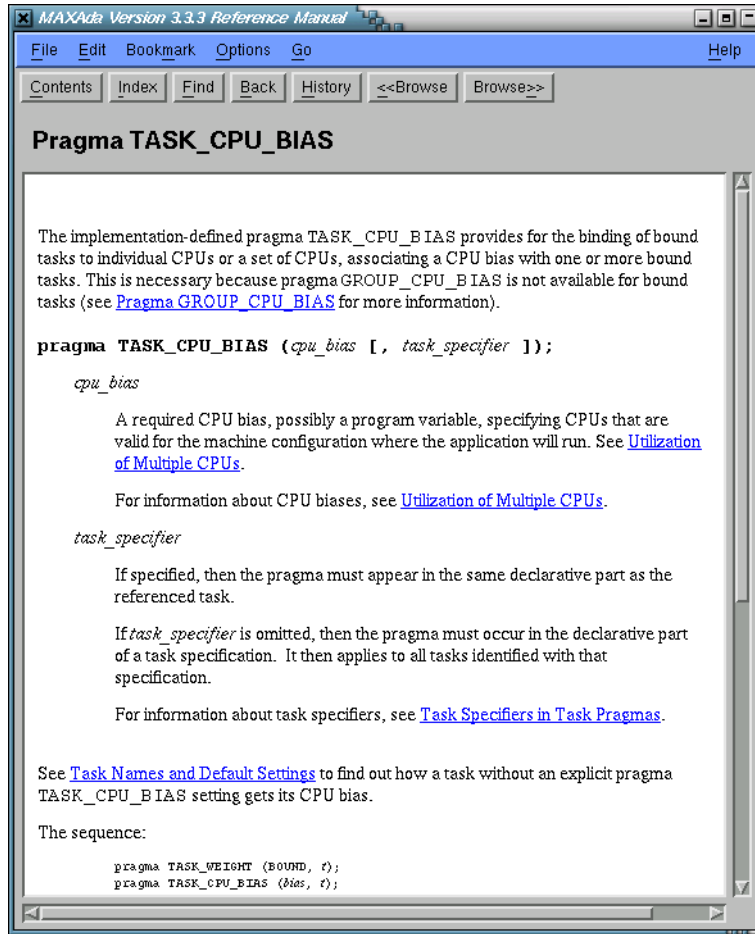 MAXAda Version 3.3.3 Reference Manual
File Edit Bookmark Options Go Help
Contents Index Find Back History <<Browse Browse>>
Pragma TASK_CPU_BIAS
The implementation-defined pragma TASK_CPU_BIAS provides for the binding of bound
tasks to individual CPUs or a set of CPUs, associating a CPU bias with one or more bound
tasks. This is necessary because pragma GROUP_CPU_BIAS is not available for bound
tasks (see Pragma GROUP_CPU_BIAS for more information).
pragma TASK_CPU_BIAS (cpu_bias [, task_specifier ]);
cpu_bias
A required CPU bias, possibly a program variable, specifying CPUs that are
valid for the machine configuration where the application will run. See Utilization
of Multiple CPUs.
For information about CPU biases, see Utilization of Multiple CPUs.
task_specifier
If specified, then the pragma must appear in the same declarative part as the
referenced task.
If task_specifier is omitted, then the pragma must occur in the declarative part
of a task specification. It then applies to all tasks identified with that
specification.
For information about task specifiers, see Task Specifiers in Task Pragmas.
See Task Names and Default Settings to find out how a task without an explicit pragma
TASK_CPU_BIAS setting gets its CPU bias.
The sequence:
pragma TASK_WEIGHT (BOUND, t);
pragma TASK_CPU_BIAS (bias, t);